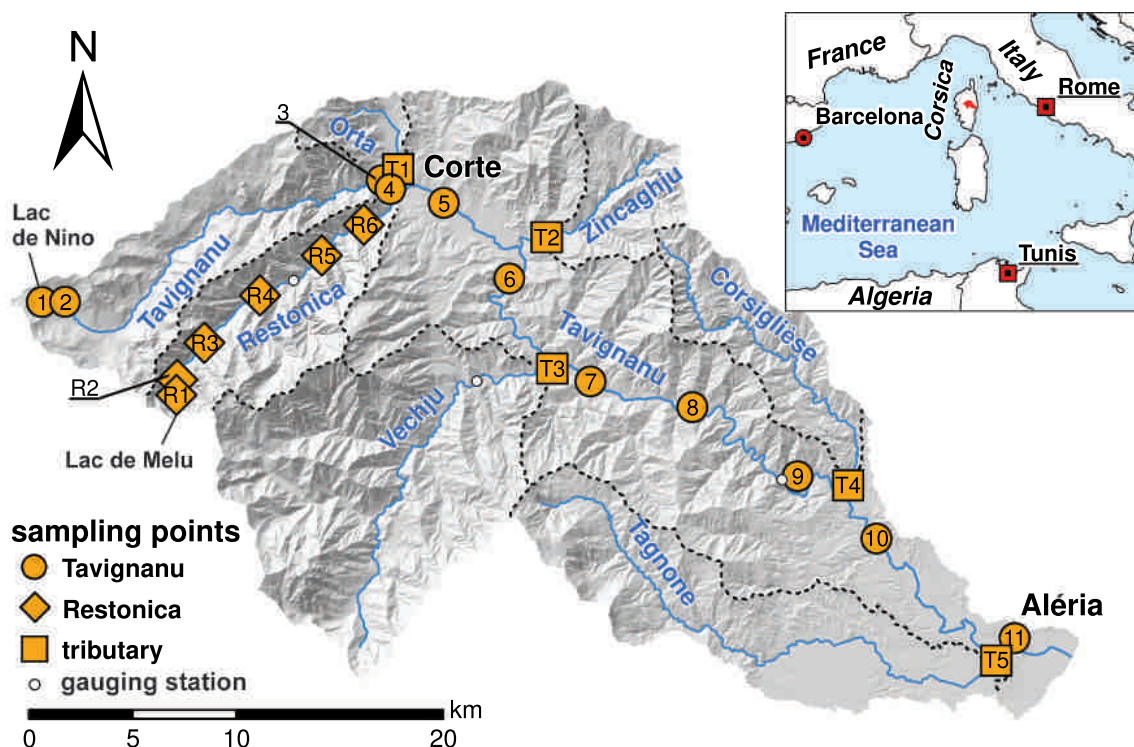 N
3
Orta
T1
Corte
4
5
Zincaghju
T2
Lac
de Nino
1
2
Tavignanu
R6
R5
R4
Restonica
R3
R2
R1
Lac de Melu
6
Corsiglièse
Tavignanu
T3
7
8
Vechju
9
T4
10
Tagnone
Aléria
11
T5
sampling points
Tavignanu
Restonica
tributary
gauging station
km
0
5
10
20
France
Italy
Corsica
Rome
Barcelona
Mediterranean
Sea
Tunis
Algeria